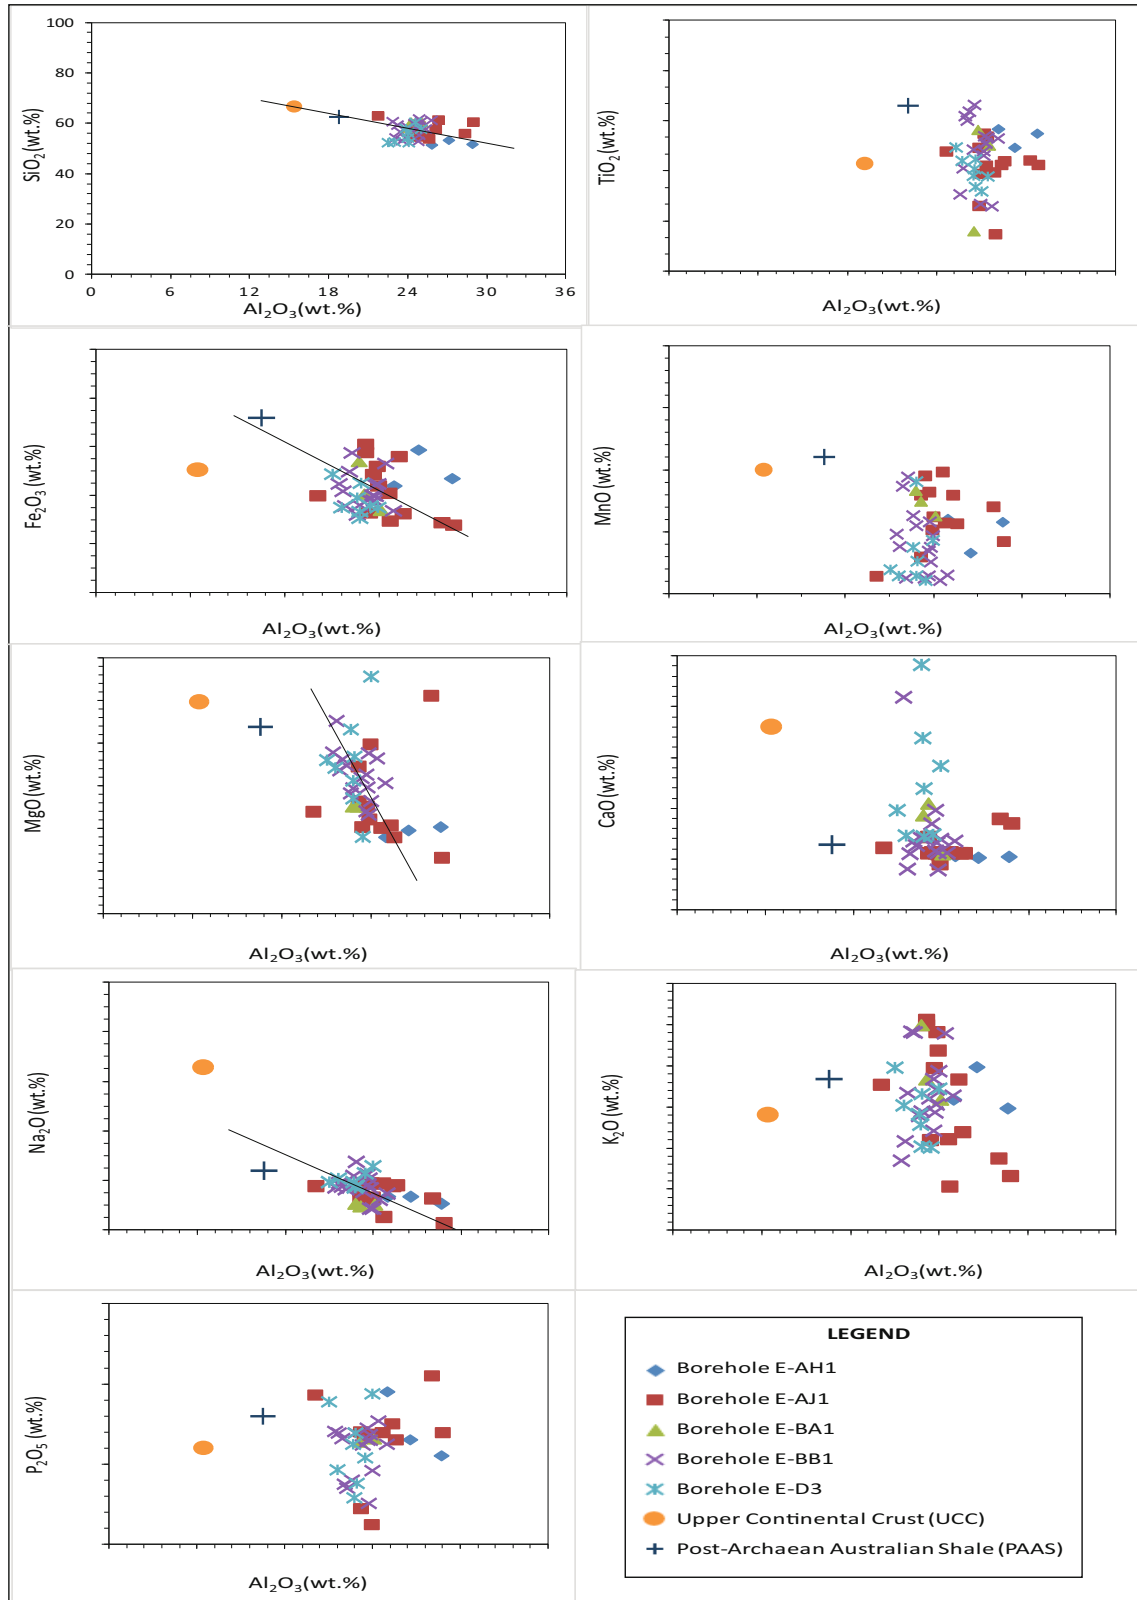 100
80
60
40
20
0
SiO₂ (wt.%)
0 6 12 18 24 30 36
Al₂O₃(wt.%)
TiO₂ (wt.%)
Al₂O₃(wt.%)
Fe₂O₃ (wt.%)
Al₂O₃(wt.%)
MnO (wt.%)
Al₂O₃(wt.%)
MgO (wt.%)
Al₂O₃(wt.%)
CaO (wt.%)
Al₂O₃(wt.%)
Na₂O (wt.%)
Al₂O₃(wt.%)
K₂O (wt.%)
Al₂O₃(wt.%)
P₂O₅ (wt.%)
Al₂O₃(wt.%)
LEGEND
Borehole E-AH1
Borehole E-AJ1
Borehole E-BA1
Borehole E-BB1
Borehole E-D3
Upper Continental Crust (UCC)
Post-Archaean Australian Shale (PAAS)